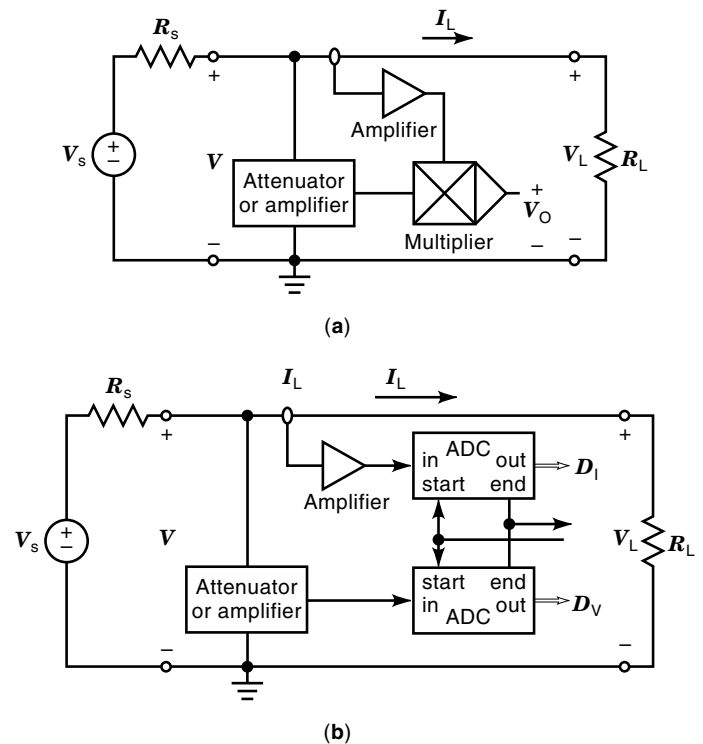 I_L
R_s
+
+
Amplifier
V_s
+
−
V
Attenuator
or amplifier
+
V_O
Multiplier
V_L
R_L
−
−
−
(a)
I_L
I_L
R_s
+
+
in ADC out
start end
D_I
Amplifier
V_s
+
−
V
V_L
R_L
Attenuator
or amplifier
start end
in ADC out
D_V
−
−
(b)